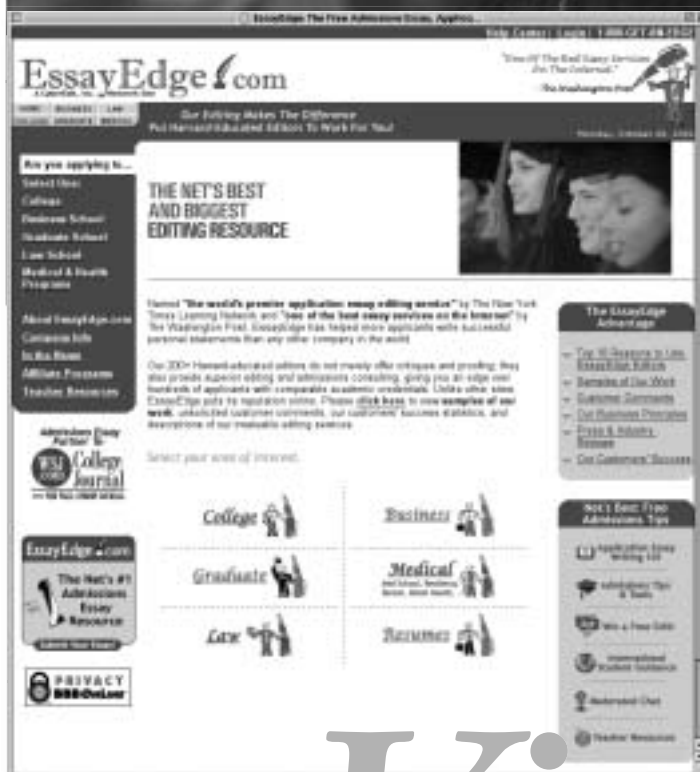 EssayEdge The Free Admissions Essay, Applica...
Help Center | Login | 1-888-GET-AN-EDGE
EssayEdge.com
"One Of The Best Essay Services
On The Internet."
- The Washington Post
HOME BUSINESS LAW
COLLEGE GRADUATE MEDICAL
Our Editing Makes The Difference
Put Harvard-Educated Editors To Work For You!
Are you applying to...
Select One:
College
Business School
Graduate School
Law School
Medical & Health
Programs
About EssayEdge.com
Company Info
In the News
Affiliate Programs
Teacher Resources
THE NET'S BEST
AND BIGGEST
EDITING RESOURCE
Named "the world's premier application essay editing service" by The New York
Times Learning Network and "one of the best essay services on the Internet" by
The Washington Post, EssayEdge has helped more applicants write successful
personal statements than any other company in the world.
Our 200+ Harvard-educated editors do not merely offer critiques and proofing; they
also provide superior editing and admissions consulting, giving you an edge over
hundreds of applicants with comparable academic credentials. Unlike other sites,
EssayEdge puts its reputation online. Please click here to view samples of our
work, unsolicited customer comments, our customers' success statistics, and
descriptions of our invaluable editing services.
Select your area of interest.
College
Business
Graduate
Medical
Law
Resumes
The EssayEdge
Advantage
Top 10 Reasons to Use
EssayEdge Editors
Samples of Our Work
Customer Comments
Our Business Principles
Press & Industry
Our Customers' Success
Net's Best Free
Admissions Tips
Application Essay
Writing 101
Admissions Tips
& Tools
Win a Free Edit!
International
Student Guidance
Moderated Chat
Teacher Resources
Admissions Essay
Partner To
WSJ
.com
College
Journal
EssayEdge.com
The Net's #1
Admissions
Essay
Resource
PRIVACY
BBBOnLine